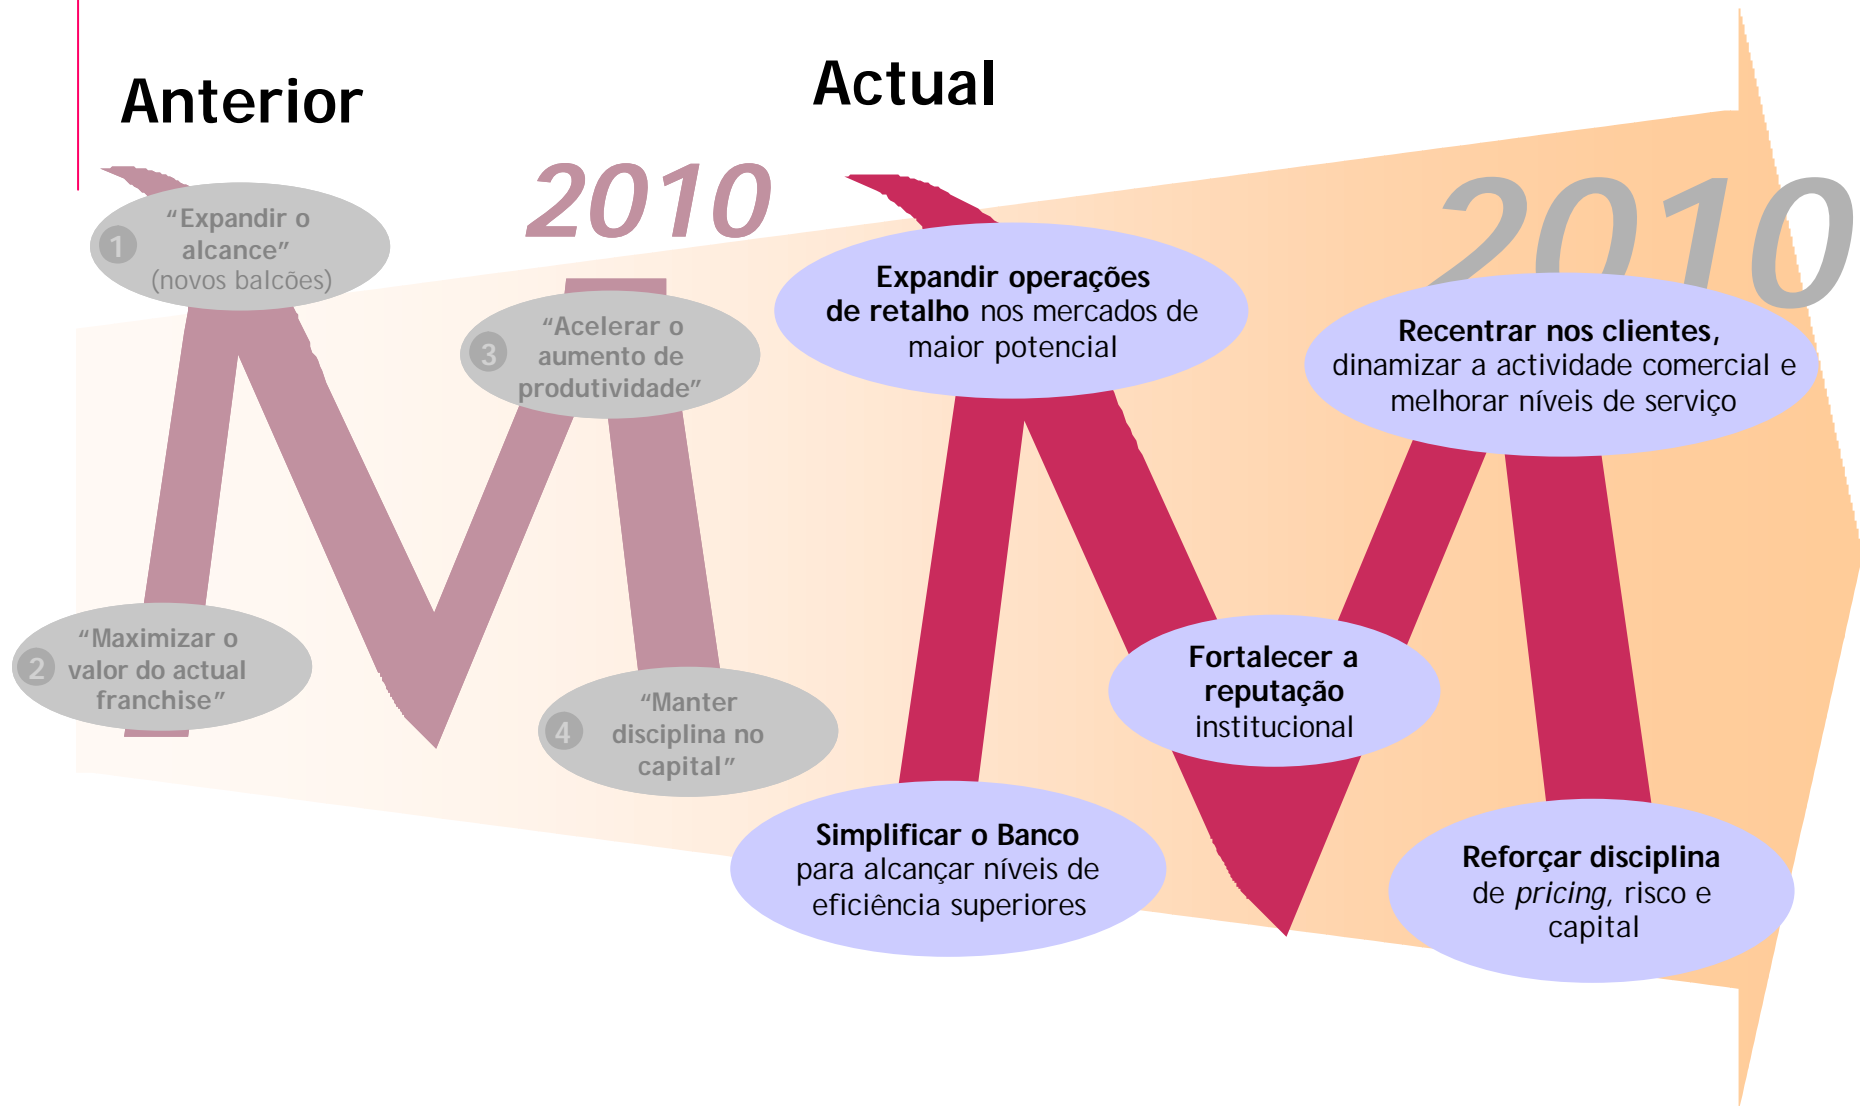 Anterior
2010
1
“Expandir o
alcance”
(novos balcões)
3
“Acelerar o
aumento de
produtividade”
2
“Maximizar o
valor do actual
franchise”
4
“Manter
disciplina no
capital”
Actual
2010
Expandir operações
de retalho nos mercados de
maior potencial
Recentrar nos clientes,
dinamizar a actividade comercial e
melhorar níveis de serviço
Fortalecer a
reputação
institucional
Simplificar o Banco
para alcançar níveis de
eficiência superiores
Reforçar disciplina
de pricing, risco e
capital